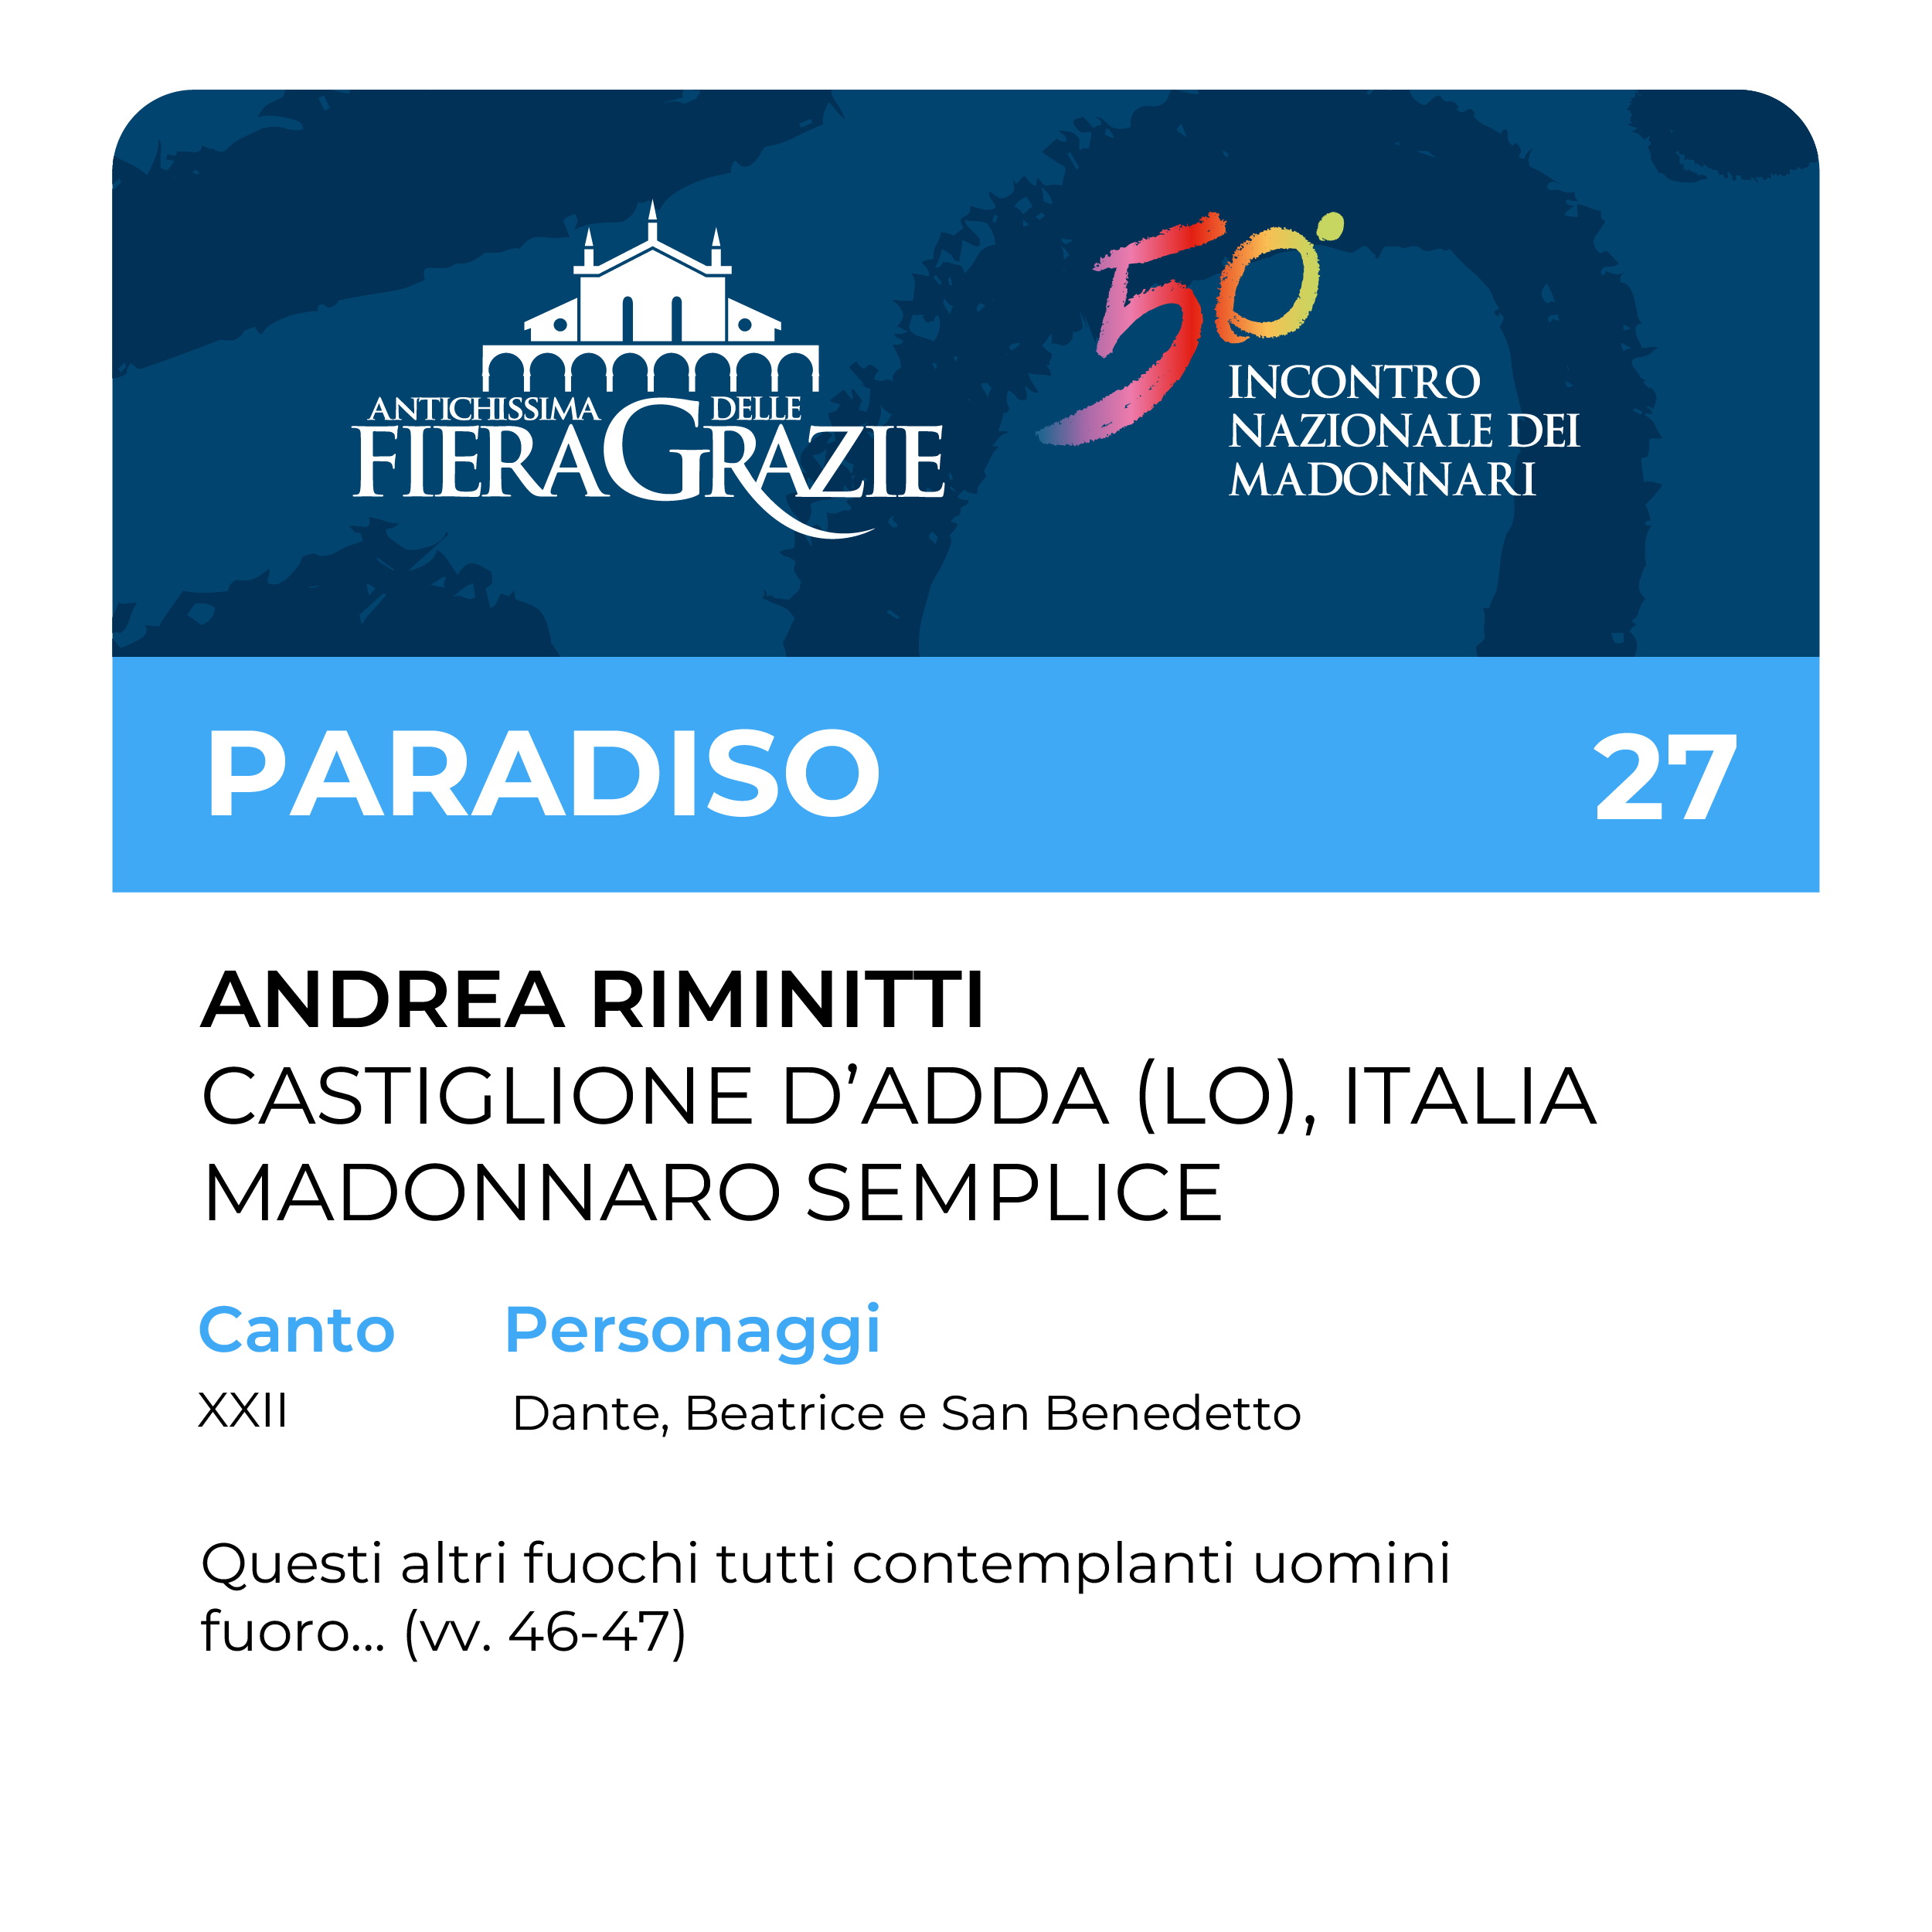 ANTICHISSIMA
FIERA DELLE GRAZIE
50°
INCONTRO
NAZIONALE DEI
MADONNARI
PARADISO 27
ANDREA RIMINITTI
CASTIGLIONE D’ADDA (LO), ITALIA
MADONNARO SEMPLICE
Canto Personaggi
XXII Dante, Beatrice e San Benedetto
Questi altri fuochi tutti contemplanti uomini
fuoro... (vv. 46-47)